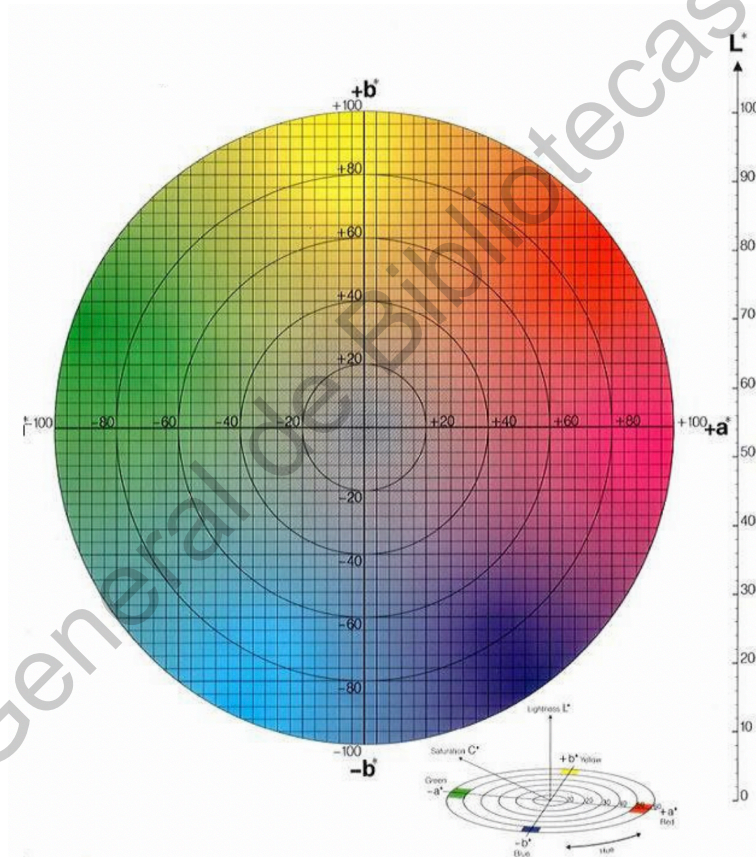 L*
+b*
+100
+80
+60
+40
+20
-100
-80
-60
-40
-20
+20
+40
+60
+80
+100
+a*
-20
-40
-60
-80
-100
-b*
100
90
80
70
60
50
40
30
20
10
0
General de Bibliotecas
Lightness L*
Saturation C*
+b* Yellow
Green
-a*
+a*
Red
-b*
Blue
Hue